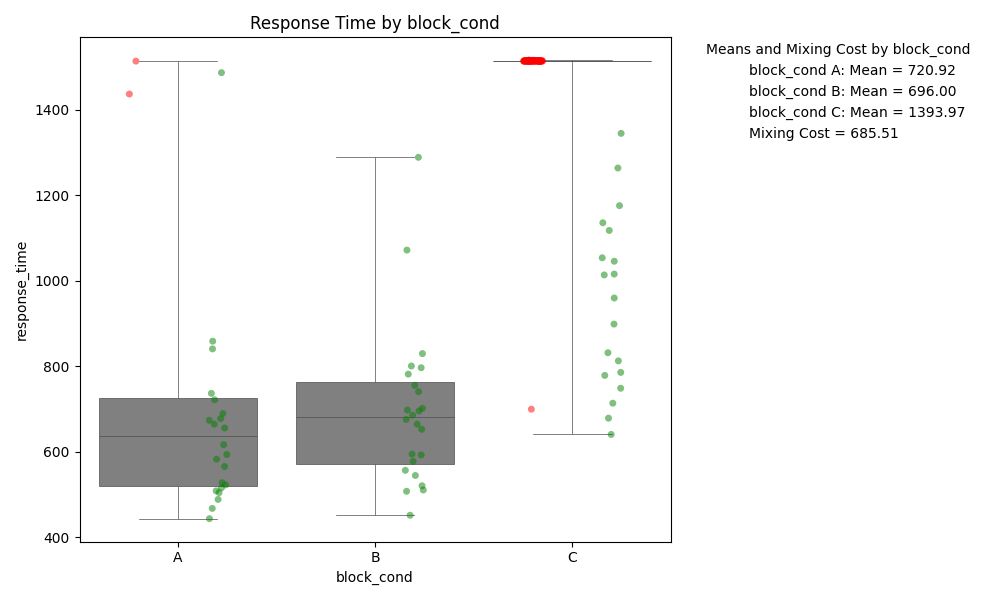 Response Time by block_cond
Means and Mixing Cost by block_cond
block_cond A: Mean = 720.92
block_cond B: Mean = 696.00
block_cond C: Mean = 1393.97
Mixing Cost = 685.51
response_time
1400
1200
1000
800
600
400
A B C
block_cond